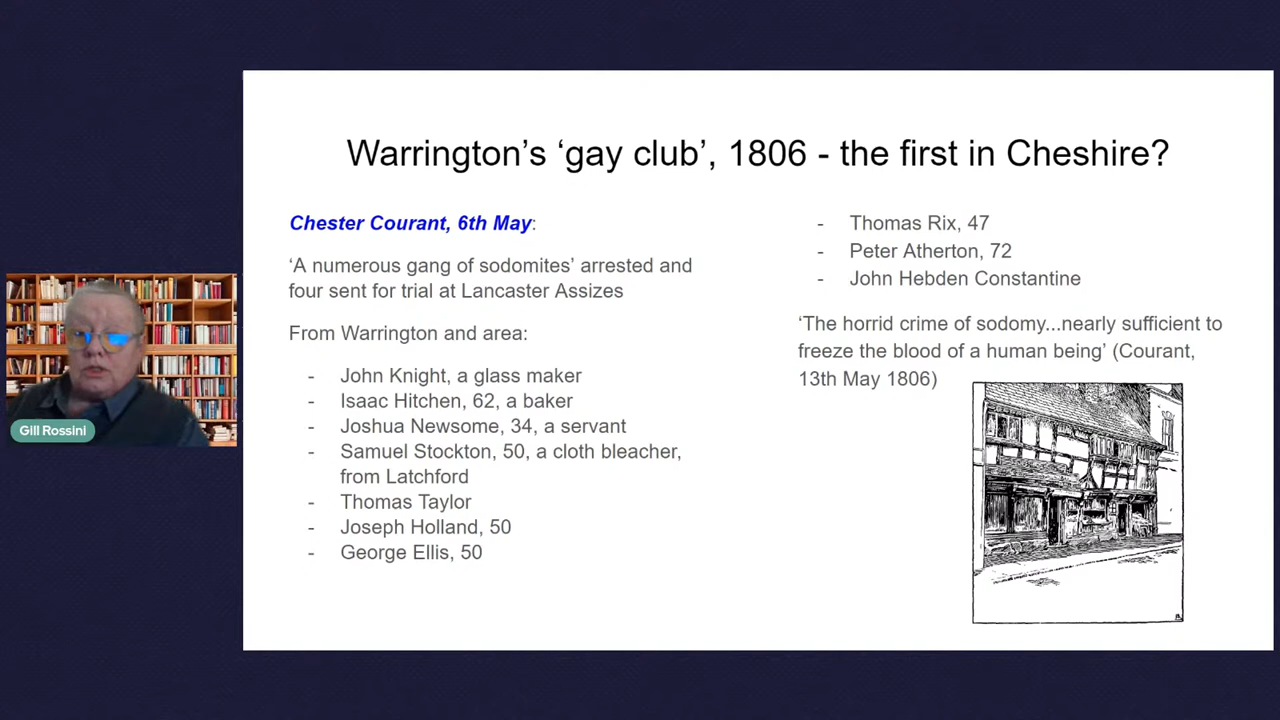 Warrington’s ‘gay club’, 1806 - the first in Cheshire?
Chester Courant, 6th May:
‘A numerous gang of sodomites’ arrested and
four sent for trial at Lancaster Assizes
From Warrington and area:
- John Knight, a glass maker
- Isaac Hitchen, 62, a baker
- Joshua Newsome, 34, a servant
- Samuel Stockton, 50, a cloth bleacher,
from Latchford
- Thomas Taylor
- Joseph Holland, 50
- George Ellis, 50
- Thomas Rix, 47
- Peter Atherton, 72
- John Hebden Constantine
‘The horrid crime of sodomy...nearly sufficient to
freeze the blood of a human being’ (Courant,
13th May 1806)
Gill Rossini